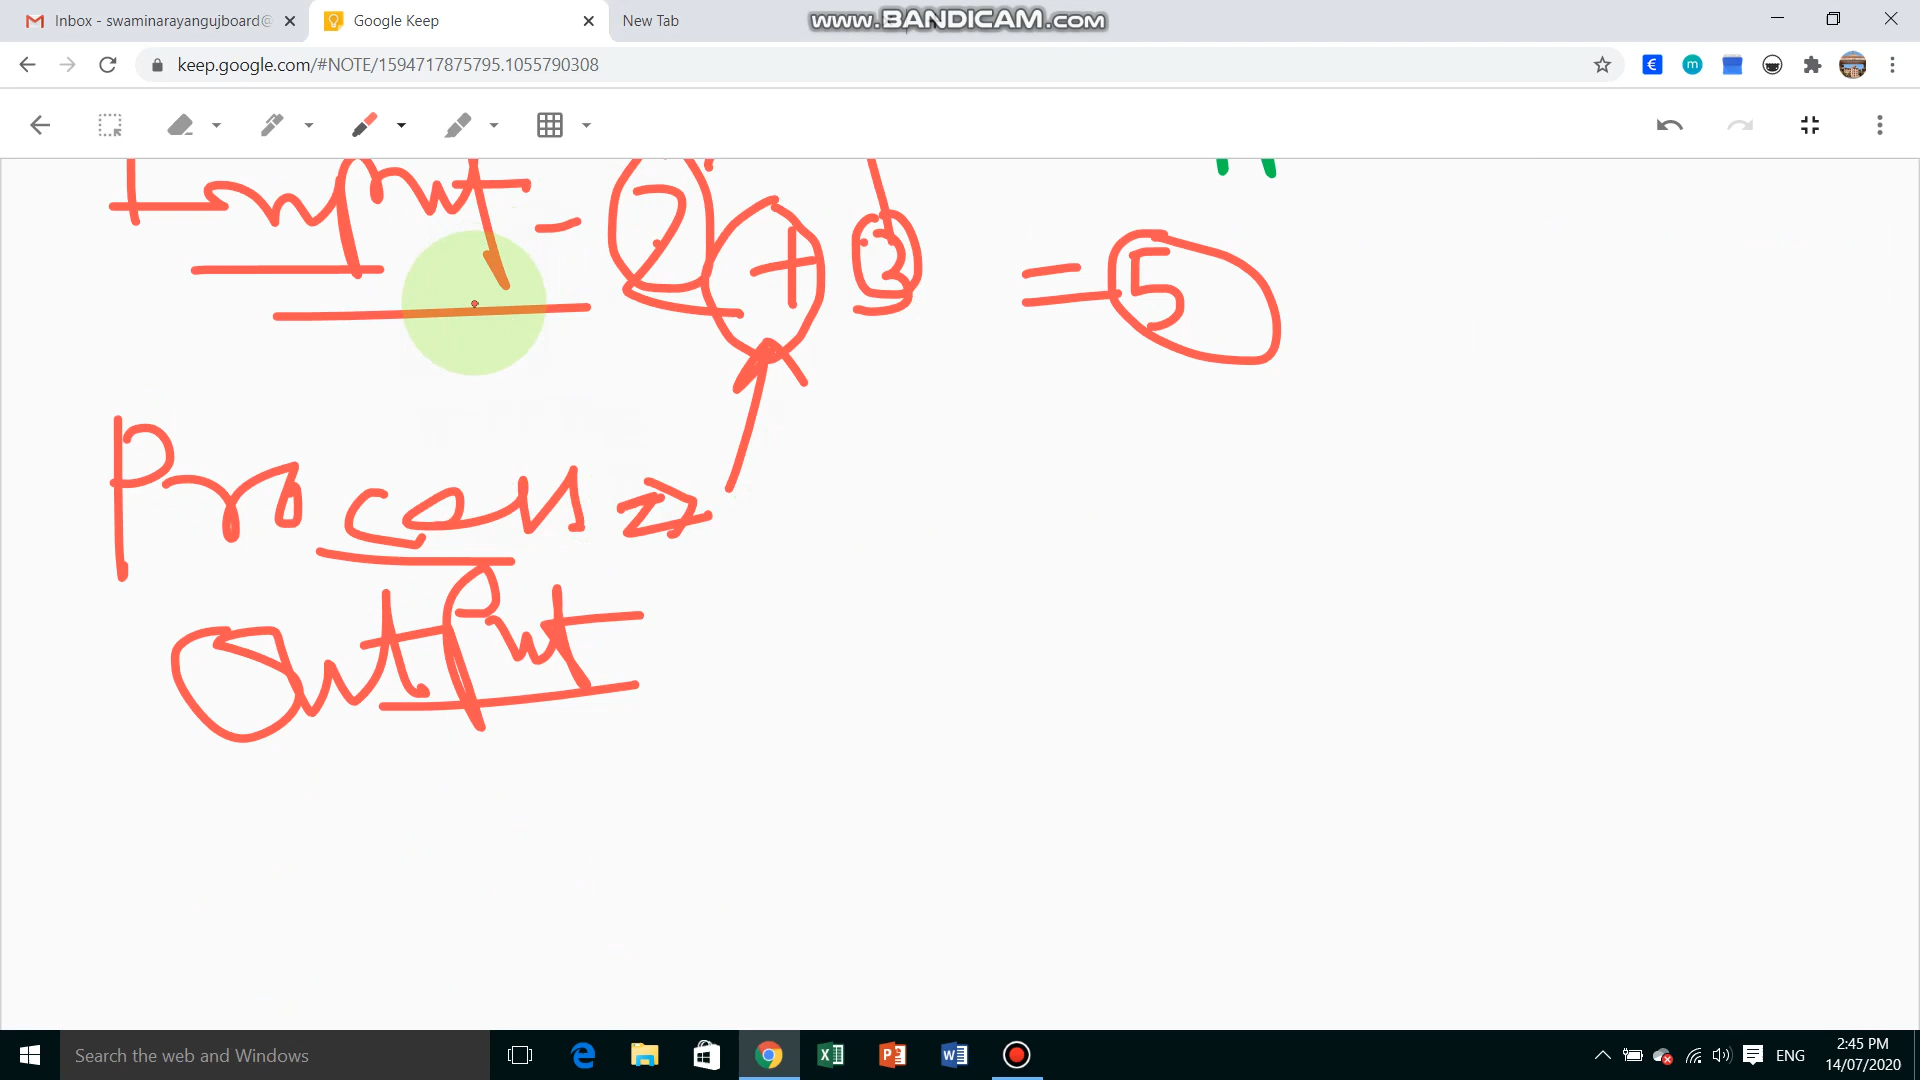 Inbox - swaminarayangujboard@
Google Keep
New Tab
www.BANDICAM.com
keep.google.com/#NOTE/1594717875795.1055790308
€
m
Input - 2 + 3 = 5
Process
Output
Search the web and Windows
ENG
2:45 PM
14/07/2020